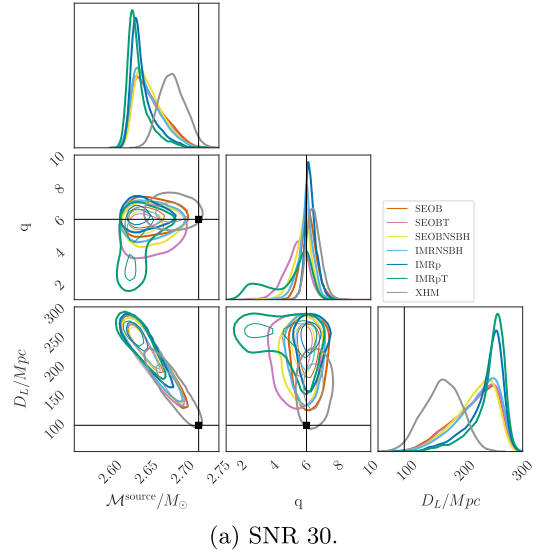 10
8
q
6
4
2
SEOB
SEOBT
SEOBNSBH
IMRNSBH
IMRp
IMRpT
XHM
300
250
D_L/Mpc
200
150
100
2.60 2.65 2.70 2.75
2 4 6 8 10
100 200 300
ℳ^source/M_⊙ q D_L/Mpc
(a) SNR 30.